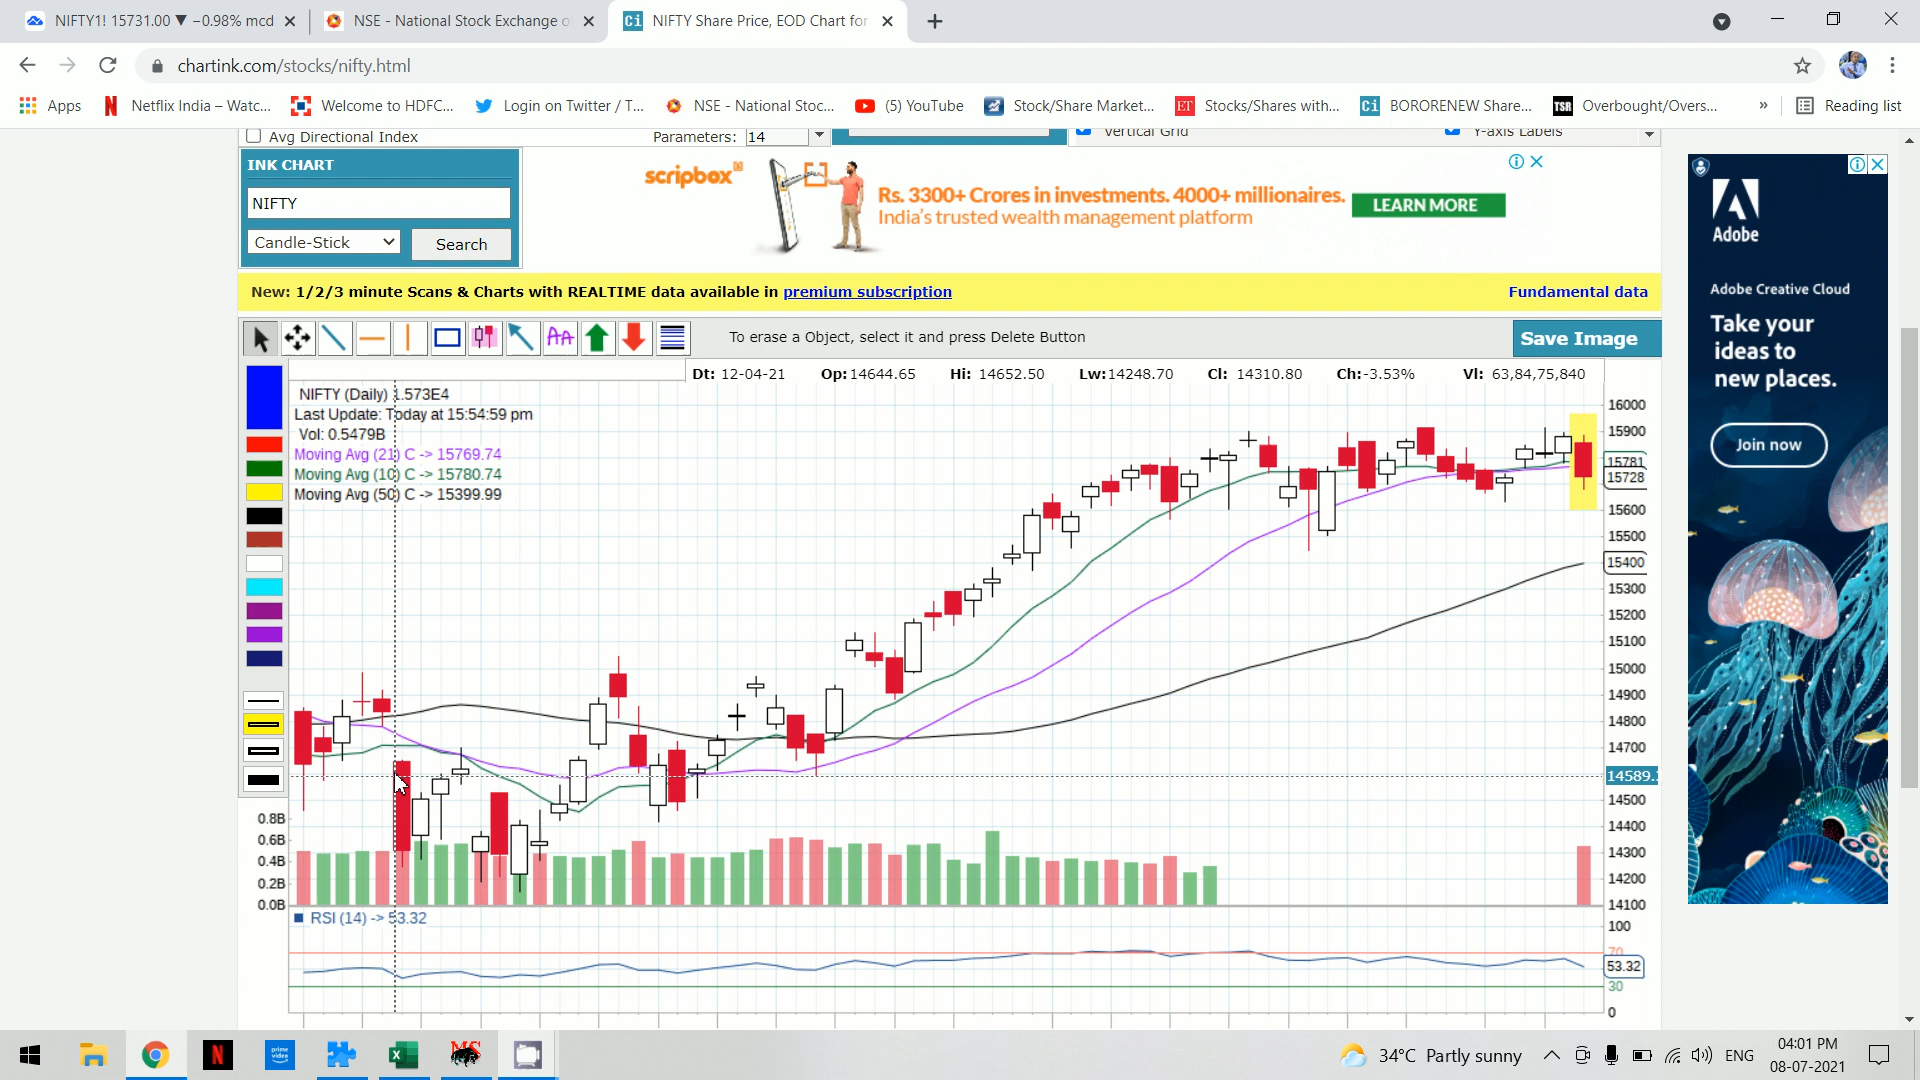 NIFTY1! 15731.00 ▼ −0.98% mcd
NSE - National Stock Exchange o
Ci NIFTY Share Price, EOD Chart for
chartink.com/stocks/nifty.html
Apps
N Netflix India – Watc...
Welcome to HDFC...
Login on Twitter / T...
NSE - National Stoc...
(5) YouTube
Stock/Share Market...
ET Stocks/Shares with...
Ci BORORENEW Share...
TSR Overbought/Overs...
»
Reading list
Avg Directional Index
Parameters: 14
Vertical Grid
Y-axis Labels
INK CHART
NIFTY
Candle-Stick
Search
scripbox
Rs. 3300+ Crores in investments. 4000+ millionaires.
India's trusted wealth management platform
LEARN MORE
New: 1/2/3 minute Scans & Charts with REALTIME data available in premium subscription
Fundamental data
AA
To erase a Object, select it and press Delete Button
Save Image
Dt: 12-04-21 Op:14644.65 Hi: 14652.50 Lw:14248.70 Cl: 14310.80 Ch:-3.53% Vl: 63,84,75,840
NIFTY (Daily) 1.573E4
Last Update: Today at 15:54:59 pm
Vol: 0.5479B
Moving Avg (21) C -> 15769.74
Moving Avg (10) C -> 15780.74
Moving Avg (50) C -> 15399.99
16000
15900
15781
15728
15600
15500
15400
15300
15200
15100
15000
14900
14800
14700
14589.
14500
14400
14300
14200
14100
0.8B
0.6B
0.4B
0.2B
0.0B
RSI (14) -> 53.32
100
70
53.32
30
0
Adobe
Adobe Creative Cloud
Take your
ideas to
new places.
Join now
N
prime video
MS
34°C Partly sunny
ENG
04:01 PM
08-07-2021